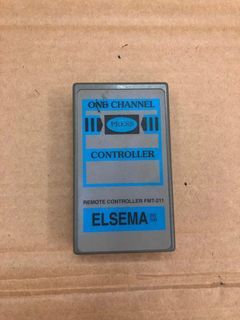 ONE CHANNEL
PRESS
CONTROLLER
REMOTE CONTROLLER FMT-211
ELSEMA